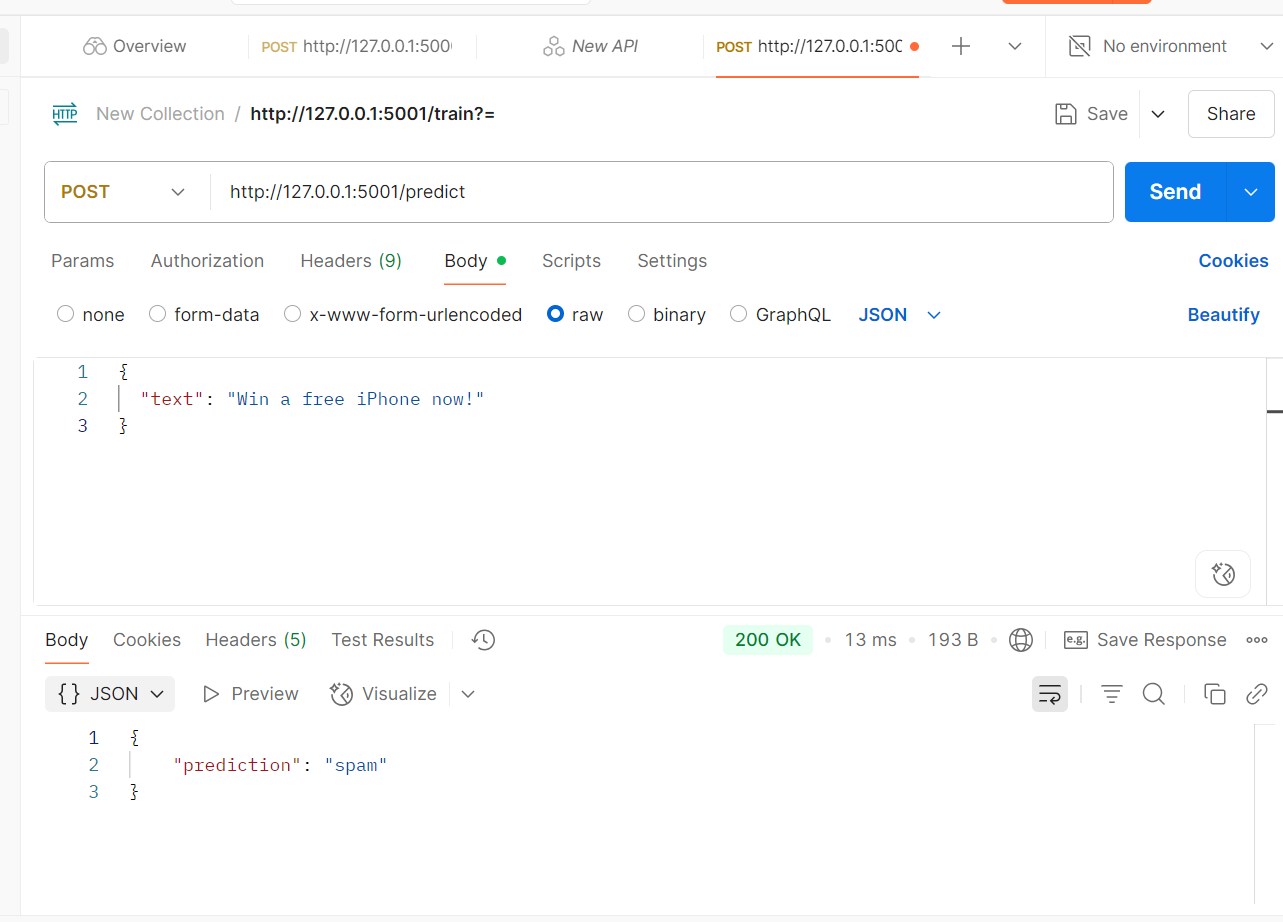 Overview POST http://127.0.0.1:500 New API POST http://127.0.0.1:500 No environment
HTTP New Collection / http://127.0.0.1:5001/train?= Save Share
POST http://127.0.0.1:5001/predict Send
Params Authorization Headers (9) Body Scripts Settings Cookies
none form-data x-www-form-urlencoded raw binary GraphQL JSON Beautify
1 {
2 "text": "Win a free iPhone now!"
3 }
Body Cookies Headers (5) Test Results 200 OK 13 ms 193 B e.g. Save Response
{} JSON Preview Visualize
1 {
2 "prediction": "spam"
3 }